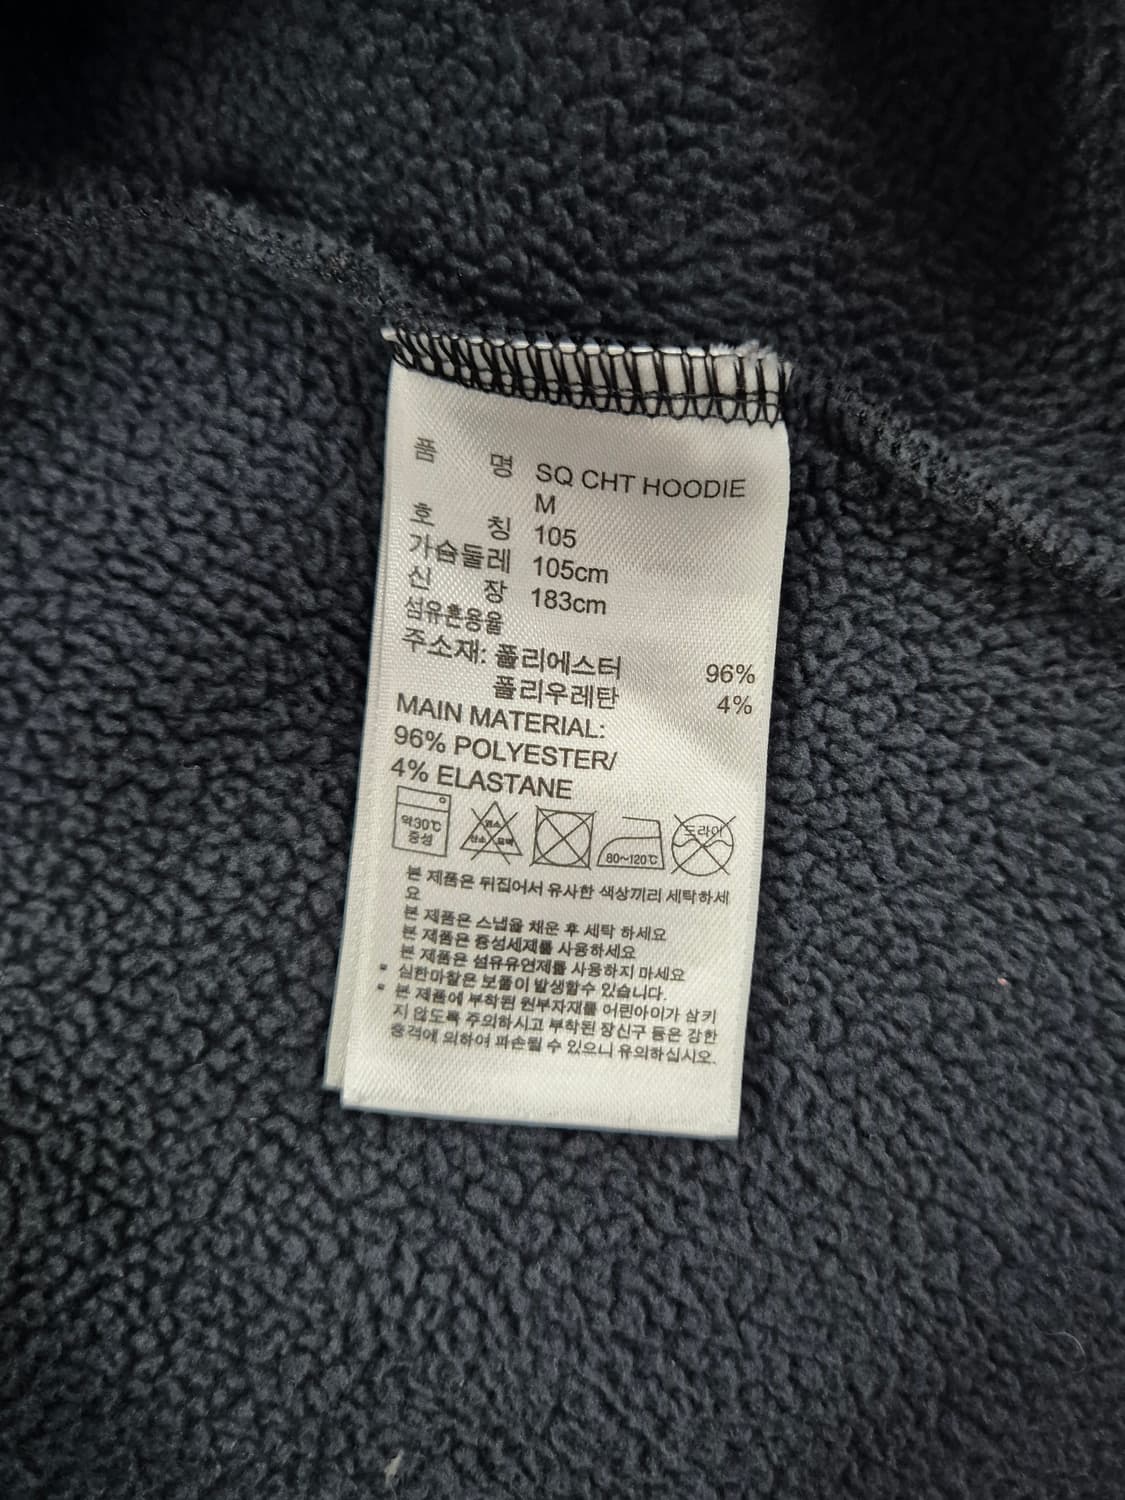 품 명 SQ CHT HOODIE
M
호 칭 105
가슴둘레 105cm
신 장 183cm
섬유혼용율
주소재: 폴리에스터 96%
폴리우레탄 4%
MAIN MATERIAL:
96% POLYESTER/
4% ELASTANE
약30℃
중성
염소
산소 표백
80~120℃
드라이
본 제품은 뒤집어서 유사한 색상끼리 세탁하세
요
본 제품은 스냅을 채운 후 세탁 하세요
본 제품은 중성세제를 사용하세요
본 제품은 섬유유연제를 사용하지 마세요
* 심한마찰은 보풀이 발생할수 있습니다.
* 본 제품에 부착된 원부자재를 어린아이가 삼키
지 않도록 주의하시고 부착된 장신구 등은 강한
충격에 의하여 파손될 수 있으니 유의하십시오.